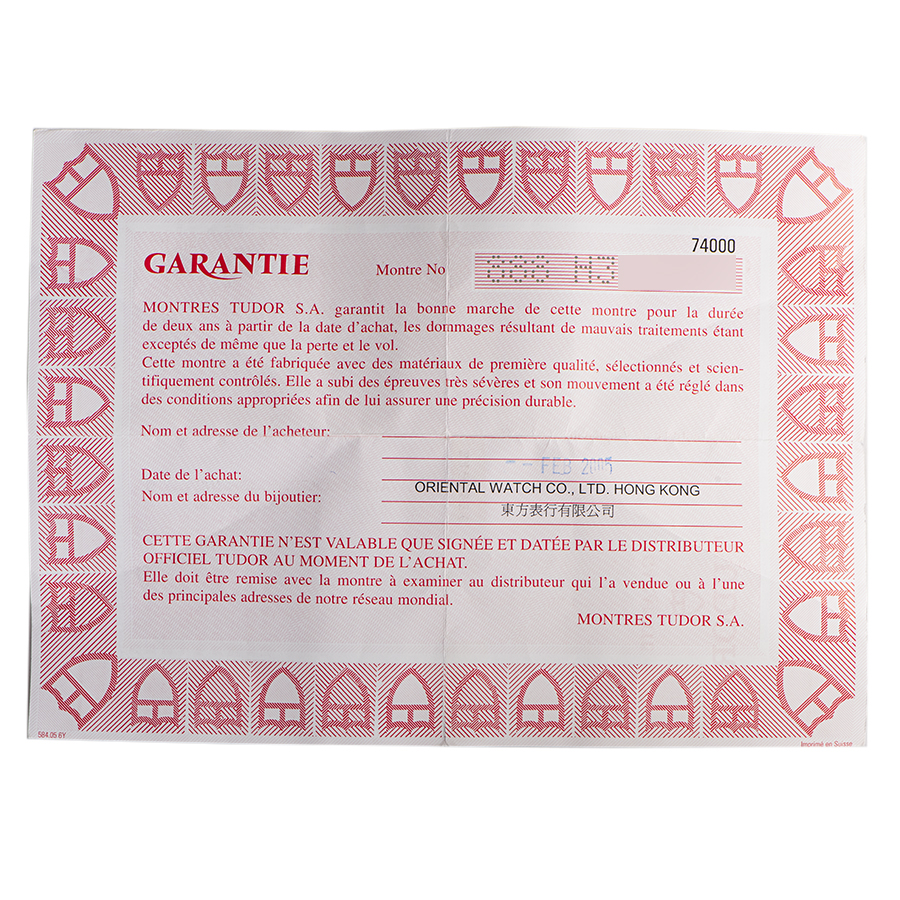 74000
GARANTIE
Montre No
MONTRES TUDOR S.A. garantit la bonne marche de cette montre pour la durée
de deux ans à partir de la date d'achat, les dommages résultant de mauvais traitements étant
exceptés de même que la perte et le vol.
Cette montre a été fabriquée avec des matériaux de première qualité, sélectionnés et scien-
tifiquement contrôlés. Elle a subi des épreuves très sévères et son mouvement a été réglé dans
des conditions appropriées afin de lui assurer une précision durable.
Nom et adresse de l'acheteur:
-- FEB 2005
Date de l'achat:
ORIENTAL WATCH CO., LTD. HONG KONG
Nom et adresse du bijoutier:
東方表行有限公司
CETTE GARANTIE N'EST VALABLE QUE SIGNÉE ET DATÉE PAR LE DISTRIBUTEUR
OFFICIEL TUDOR AU MOMENT DE L'ACHAT.
Elle doit être remise avec la montre à examiner au distributeur qui l'a vendue ou à l'une
des principales adresses de notre réseau mondial.
MONTRES TUDOR S.A.
564.05 6Y
Imprimé en Suisse